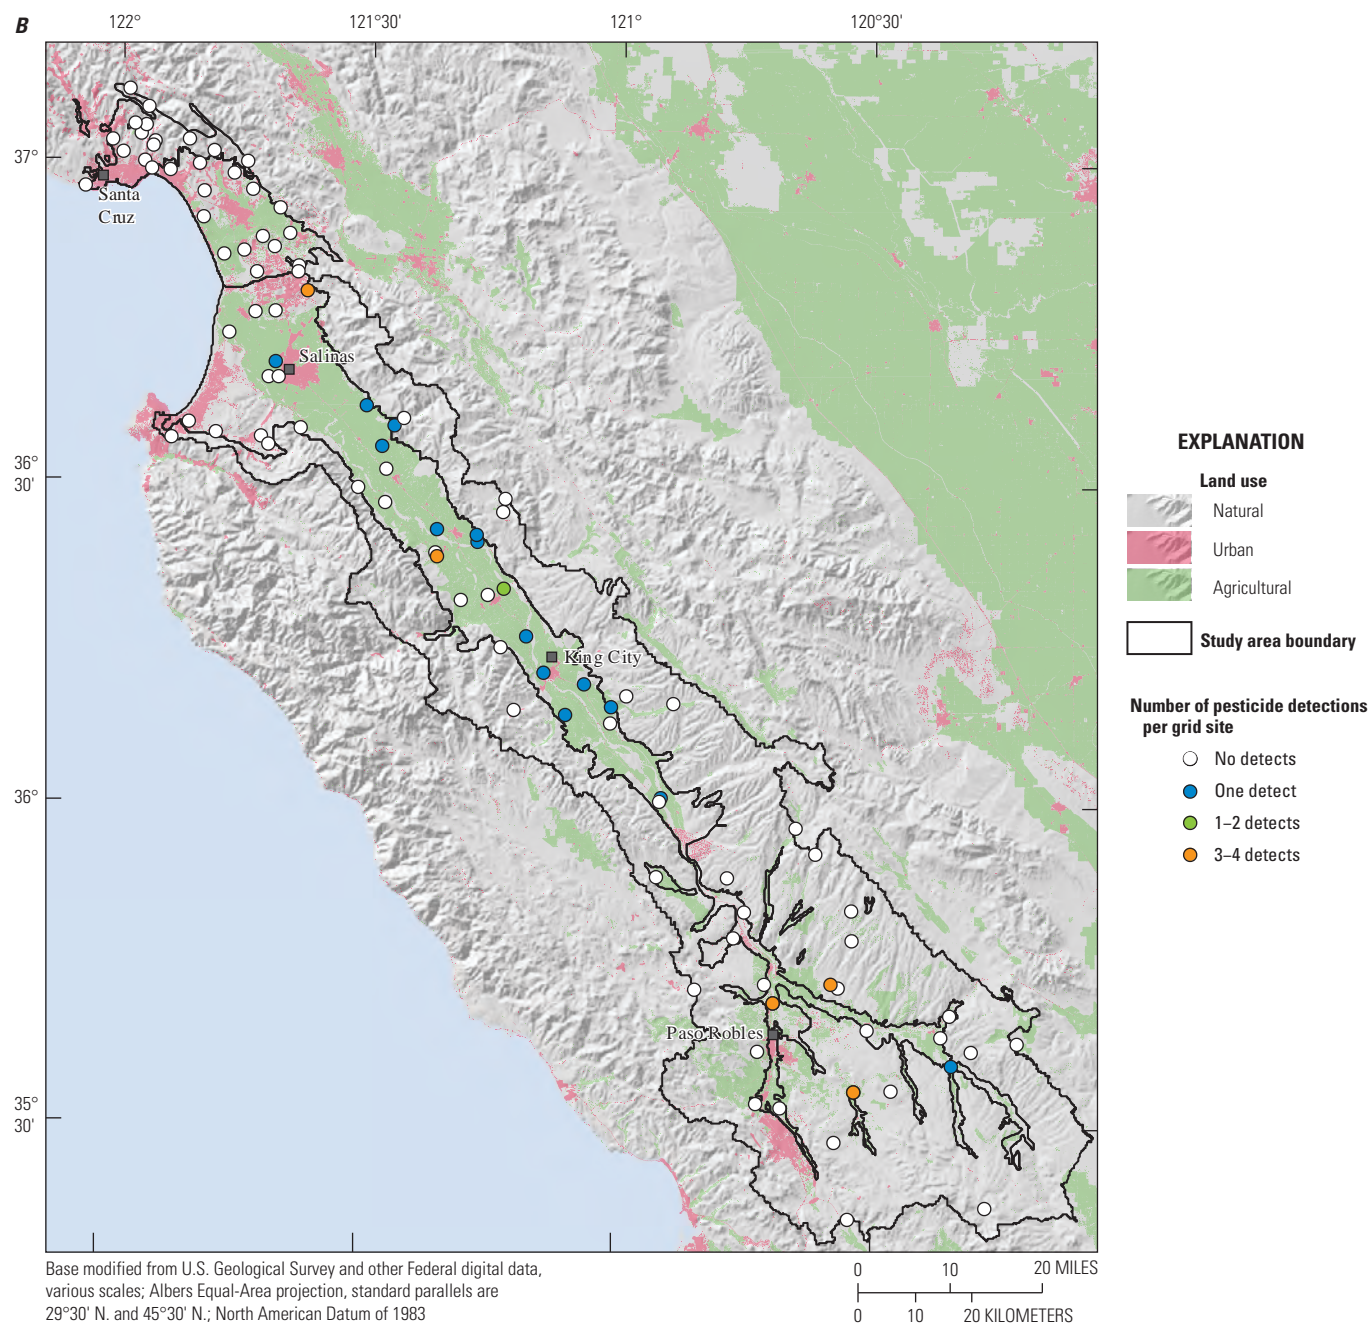 B
122°
121°30'
121°
120°30'
37°
Santa
Cruz
Salinas
36°
30'
King City
36°
Paso Robles
35°
30'
EXPLANATION
Land use
Natural
Urban
Agricultural
Study area boundary
Number of pesticide detections
per grid site
No detects
One detect
1–2 detects
3–4 detects
Base modified from U.S. Geological Survey and other Federal digital data,
various scales; Albers Equal-Area projection, standard parallels are
29°30' N. and 45°30' N.; North American Datum of 1983
0 10 20 MILES
0 10 20 KILOMETERS